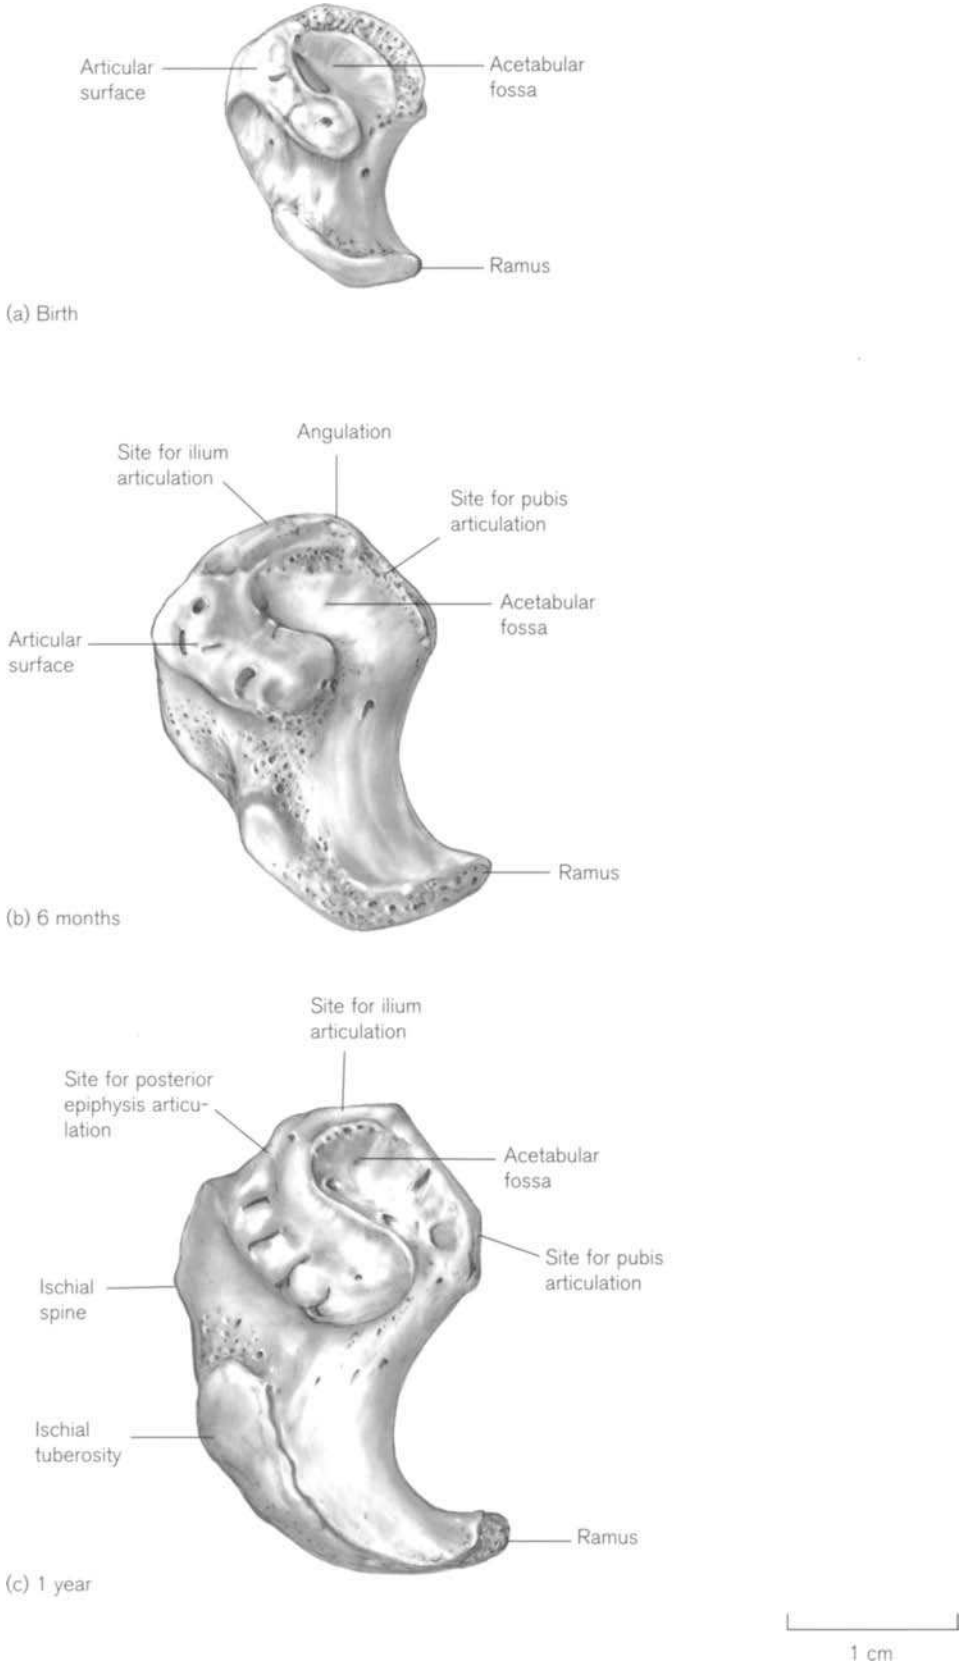 Articular
surface
Acetabular
fossa
Ramus
(a) Birth
Angulation
Site for ilium
articulation
Site for pubis
articulation
Acetabular
fossa
Articular
surface
Ramus
(b) 6 months
Site for ilium
articulation
Site for posterior
epiphysis articu-
lation
Acetabular
fossa
Site for pubis
articulation
Ischial
spine
Ischial
tuberosity
Ramus
(c) 1 year
1 cm